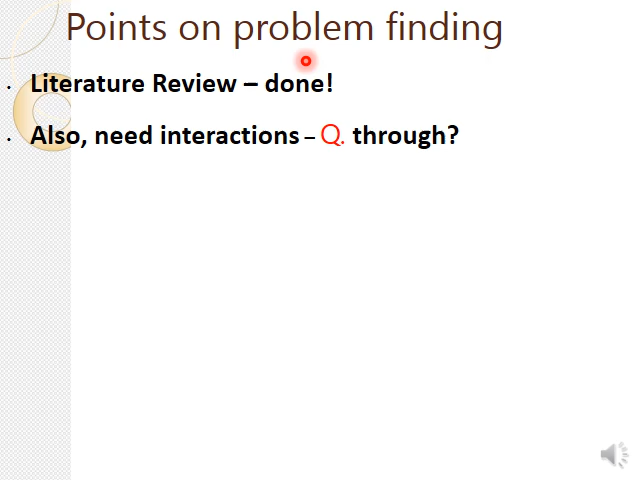 Points on problem finding
• Literature Review – done!
• Also, need interactions – Q. through?